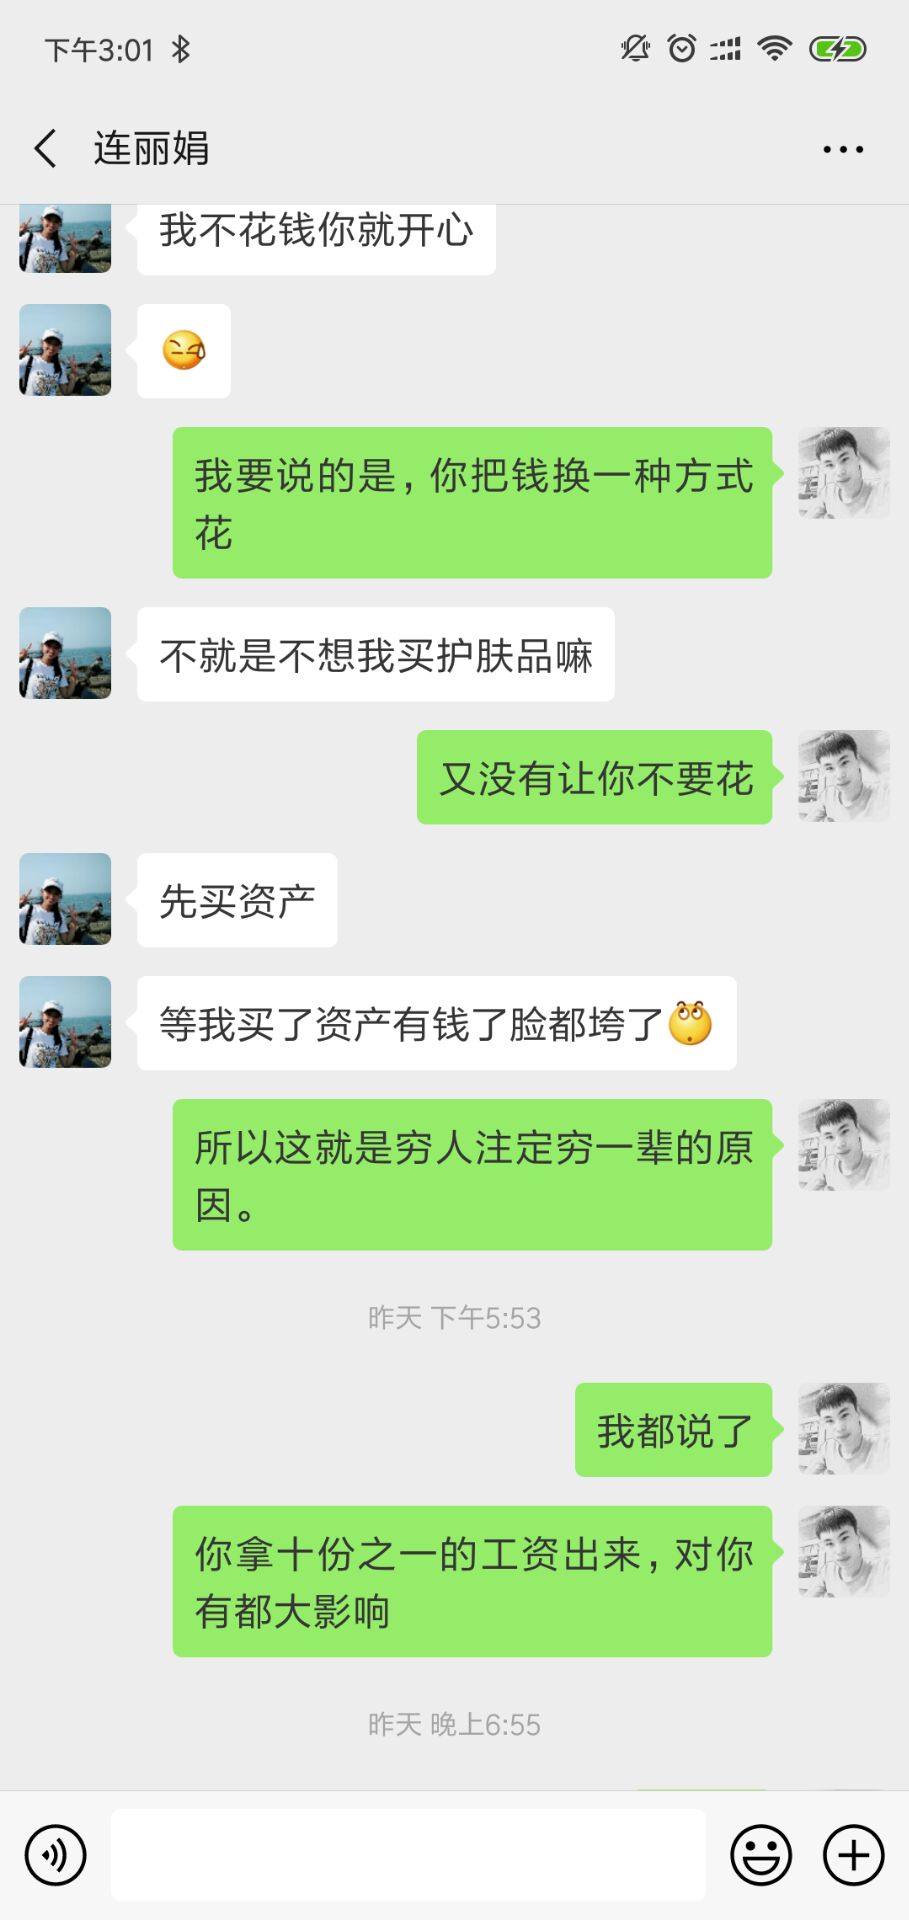 下午3:01
连丽娟
我不花钱你就开心
我要说的是，你把钱换一种方式
花
不就是不想我买护肤品嘛
又没有让你不要花
先买资产
等我买了资产有钱了脸都垮了
所以这就是穷人注定穷一辈的原
因。
昨天 下午5:53
我都说了
你拿十份之一的工资出来，对你
有都大影响
昨天 晚上6:55